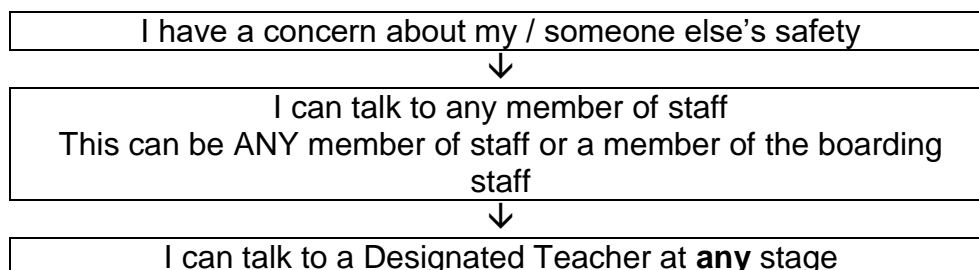 I have a concern about my / someone else's safety
I can talk to any member of staff
This can be ANY member of staff or a member of the boarding
staff
I can talk to a Designated Teacher at any stage